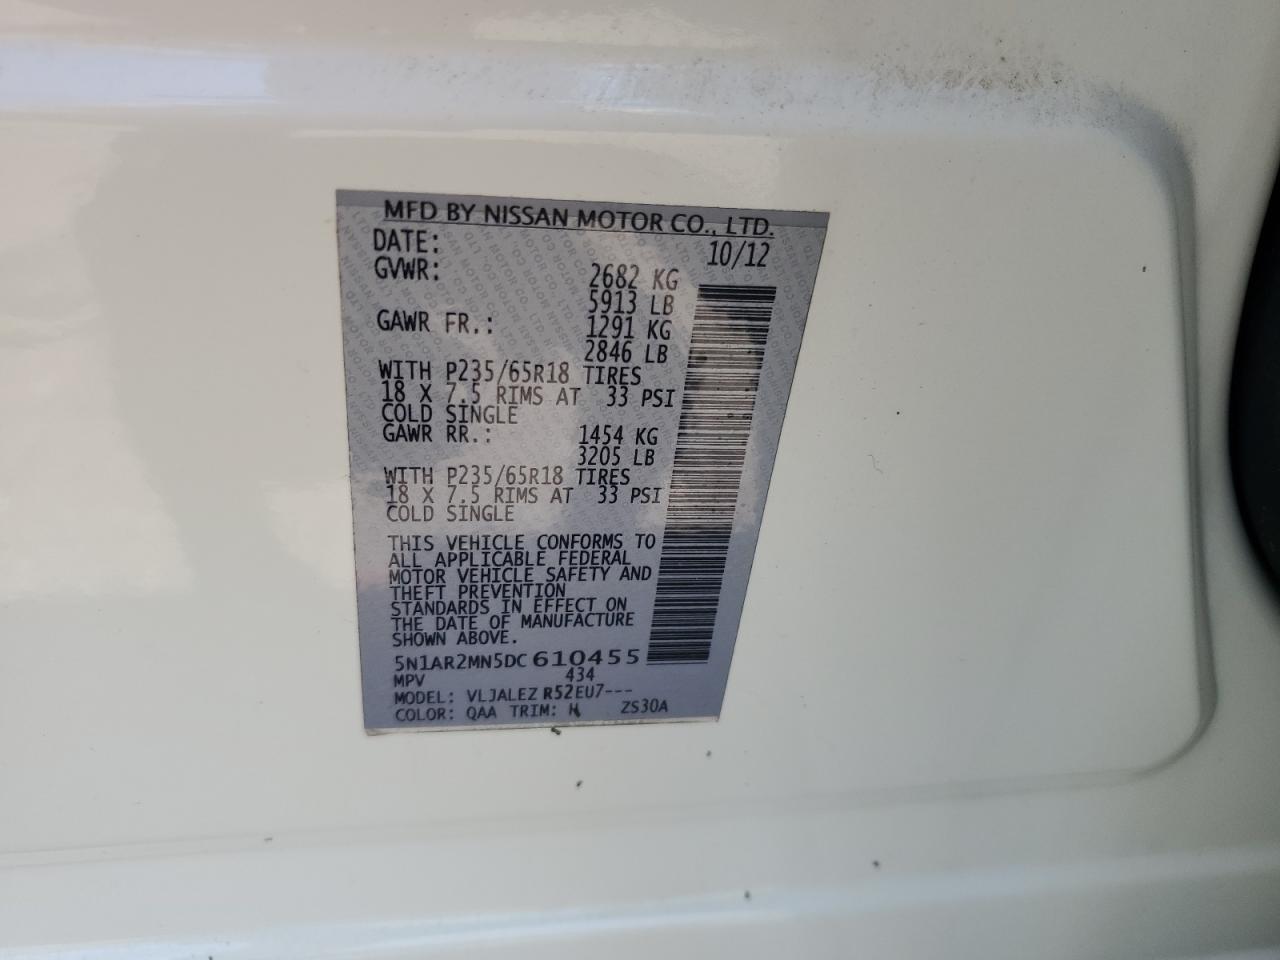 MFD BY NISSAN MOTOR CO., LTD.
DATE: 10/12
GVWR: 2682 KG
5913 LB
GAWR FR.: 1291 KG
2846 LB
WITH P235/65R18 TIRES
18 X 7.5 RIMS AT 33 PSI
COLD SINGLE
GAWR RR.: 1454 KG
3205 LB
WITH P235/65R18 TIRES
18 X 7.5 RIMS AT 33 PSI
COLD SINGLE
THIS VEHICLE CONFORMS TO
ALL APPLICABLE FEDERAL
MOTOR VEHICLE SAFETY AND
THEFT PREVENTION
STANDARDS IN EFFECT ON
THE DATE OF MANUFACTURE
SHOWN ABOVE.
5N1AR2MN5DC610455
MPV 434
MODEL: VLJALEZ R52EU7---
COLOR: QAA TRIM: ZS30A